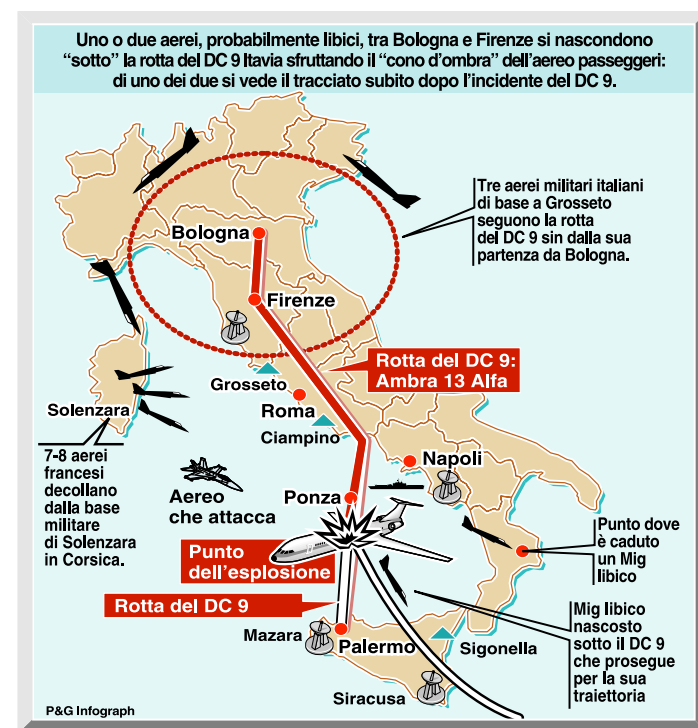 Uno o due aerei, probabilmente libici, tra Bologna e Firenze si nascondono
“sotto” la rotta del DC 9 Itavia sfruttando il “cono d’ombra” dell’aereo passeggeri:
di uno dei due si vede il tracciato subito dopo l’incidente del DC 9.
Tre aerei militari italiani
di base a Grosseto
seguono la rotta
del DC 9 sin dalla sua
partenza da Bologna.
Bologna
Firenze
Rotta del DC 9:
Ambra 13 Alfa
Grosseto
Roma
Ciampino
Solenzara
7-8 aerei
francesi
decollano
dalla base
militare
di Solenzara
in Corsica.
Napoli
Aereo
che attacca
Ponza
Punto
dell’esplosione
Punto dove
è caduto
un Mig
libico
Rotta del DC 9
Mig libico
nascosto
sotto il DC 9
che prosegue
per la sua
traiettoria
Mazara
Palermo
Sigonella
Siracusa
P&G Infograph